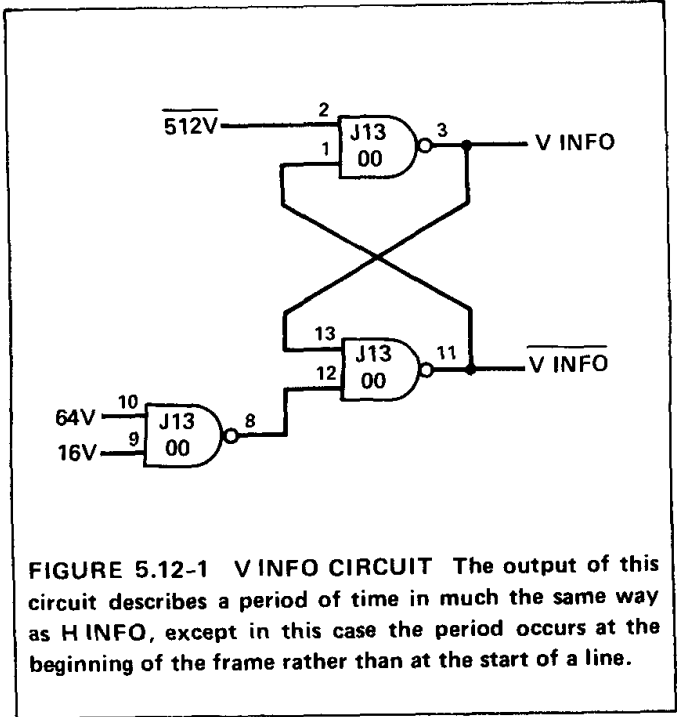 512V
2
J13
00
3
V INFO
1
13
J13
00
11
V INFO
12
64V
10
J13
00
8
16V
9
FIGURE 5.12-1 V INFO CIRCUIT The output of this
circuit describes a period of time in much the same way
as H INFO, except in this case the period occurs at the
beginning of the frame rather than at the start of a line.